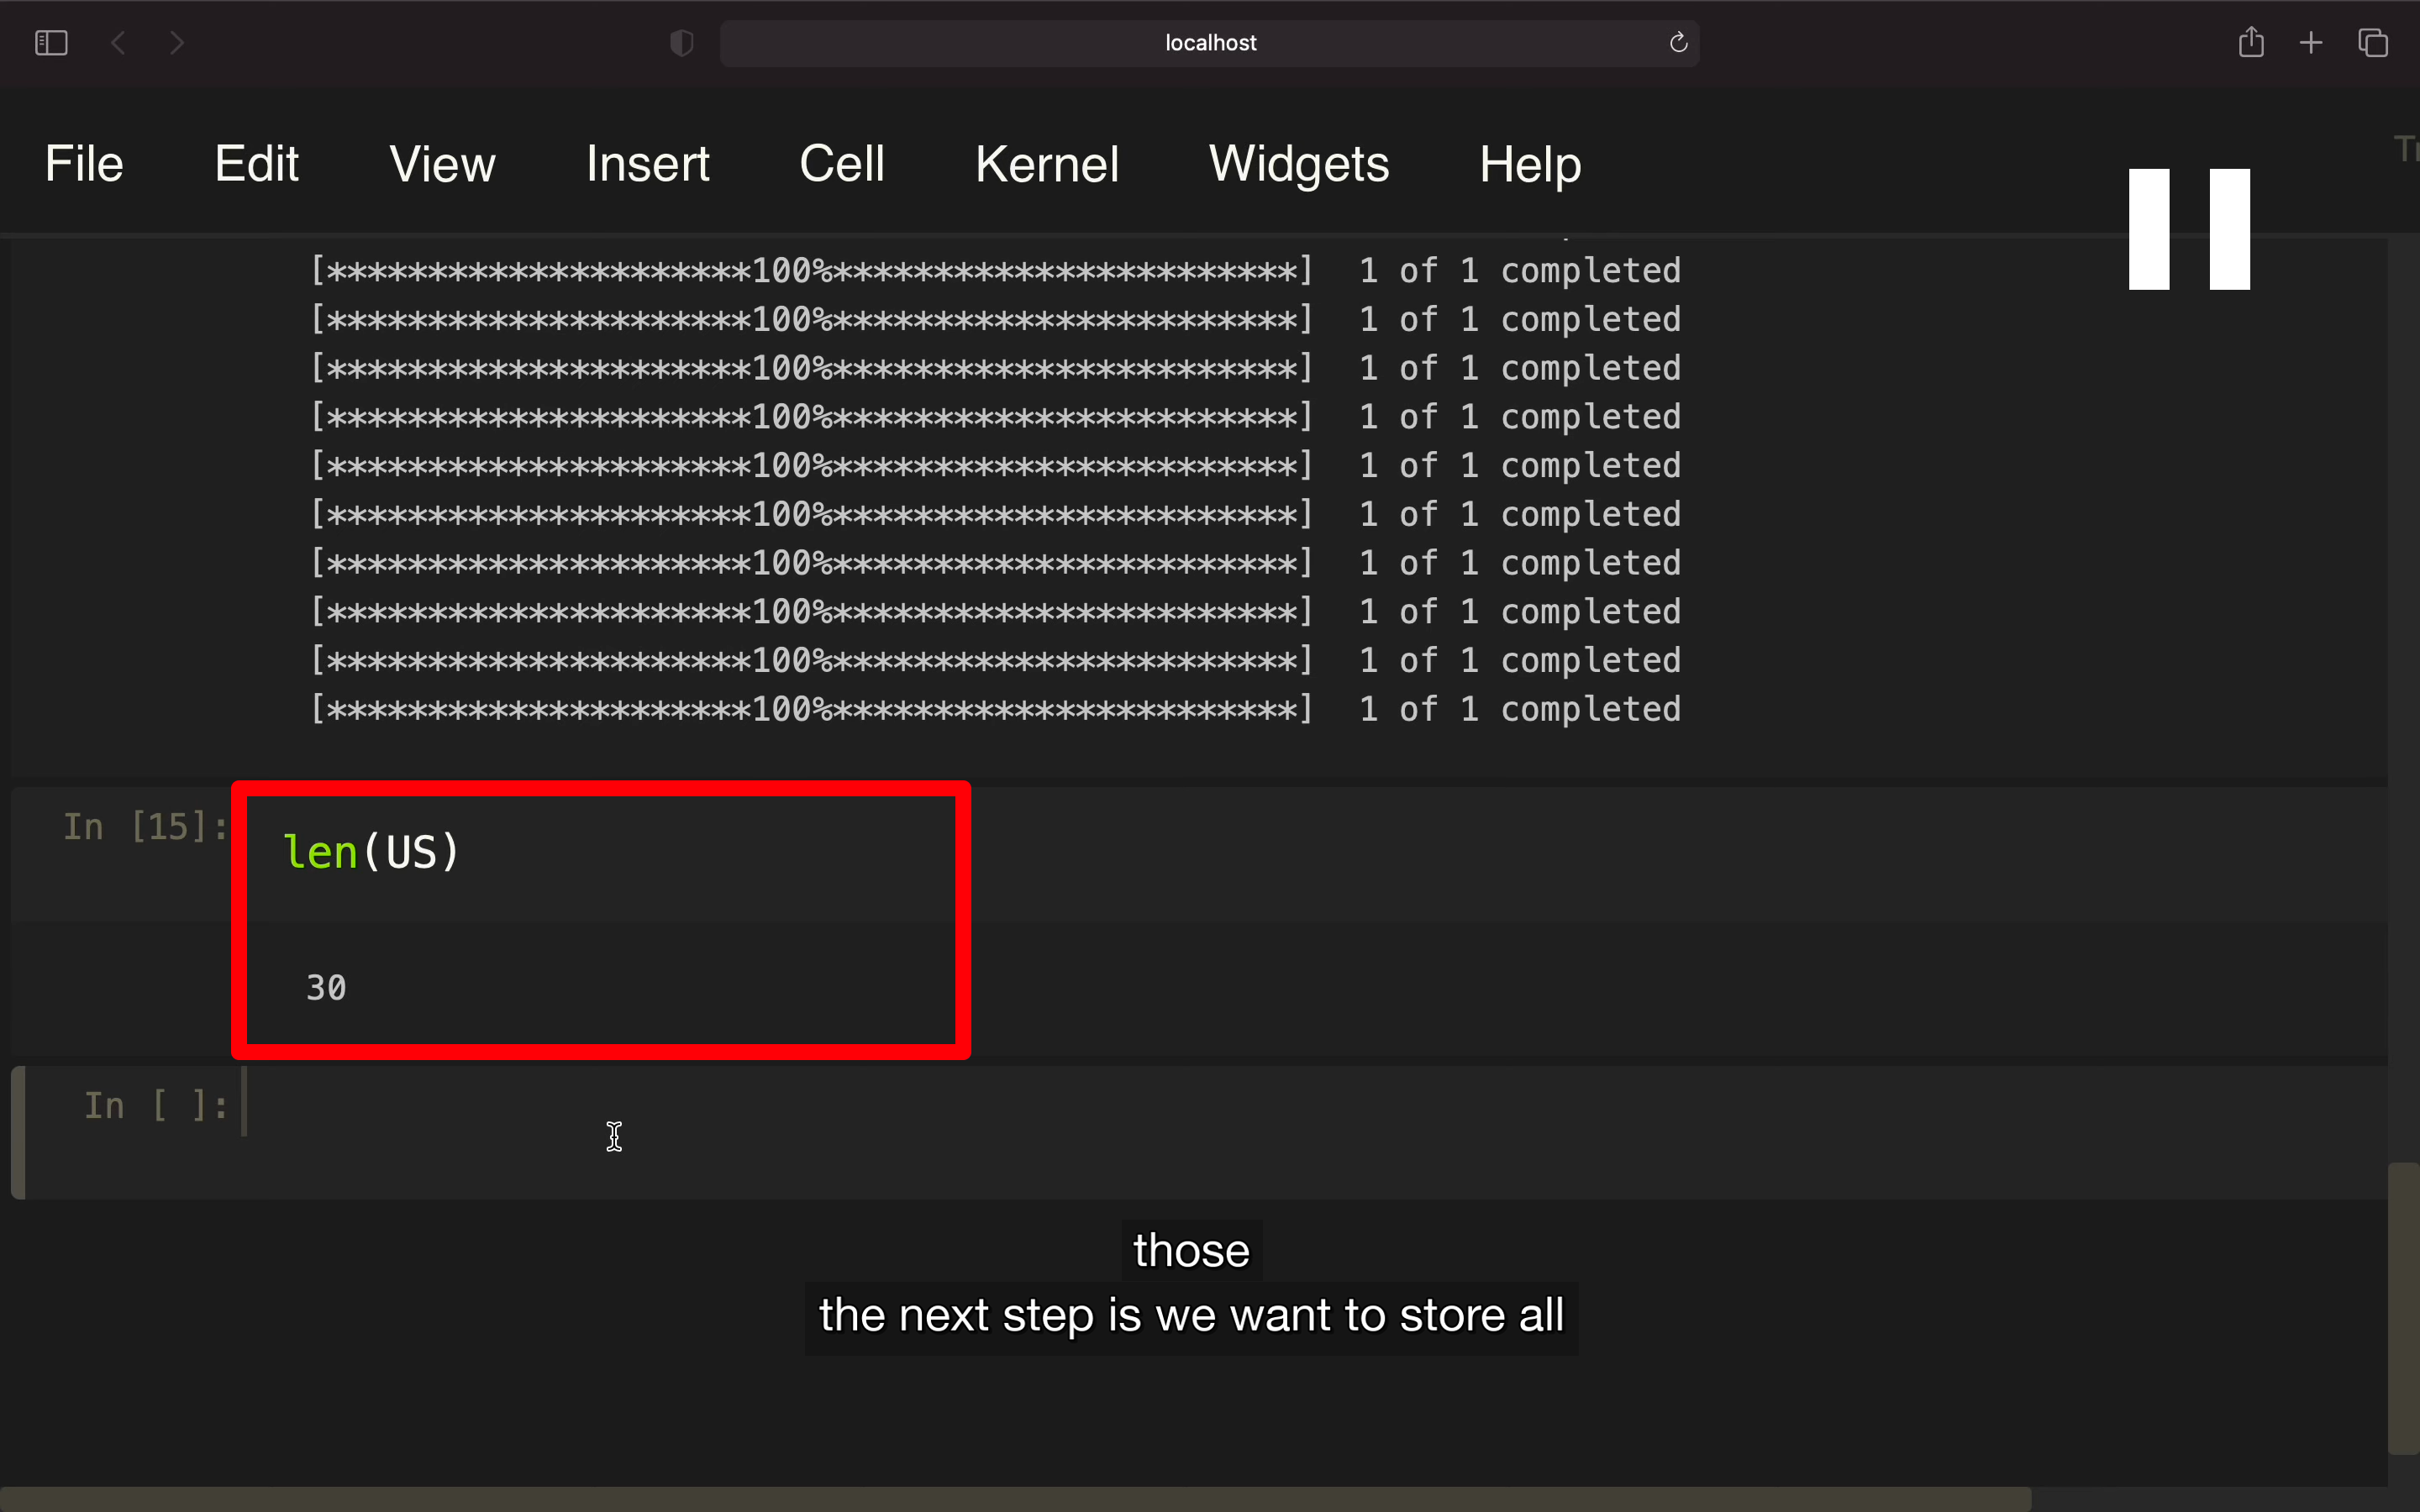 localhost
File Edit View Insert Cell Kernel Widgets Help
[*********************100%***********************]  1 of 1 completed
[*********************100%***********************]  1 of 1 completed
[*********************100%***********************]  1 of 1 completed
[*********************100%***********************]  1 of 1 completed
[*********************100%***********************]  1 of 1 completed
[*********************100%***********************]  1 of 1 completed
[*********************100%***********************]  1 of 1 completed
[*********************100%***********************]  1 of 1 completed
[*********************100%***********************]  1 of 1 completed
[*********************100%***********************]  1 of 1 completed
In [15]: len(US)
30
In [ ]:
those
the next step is we want to store all